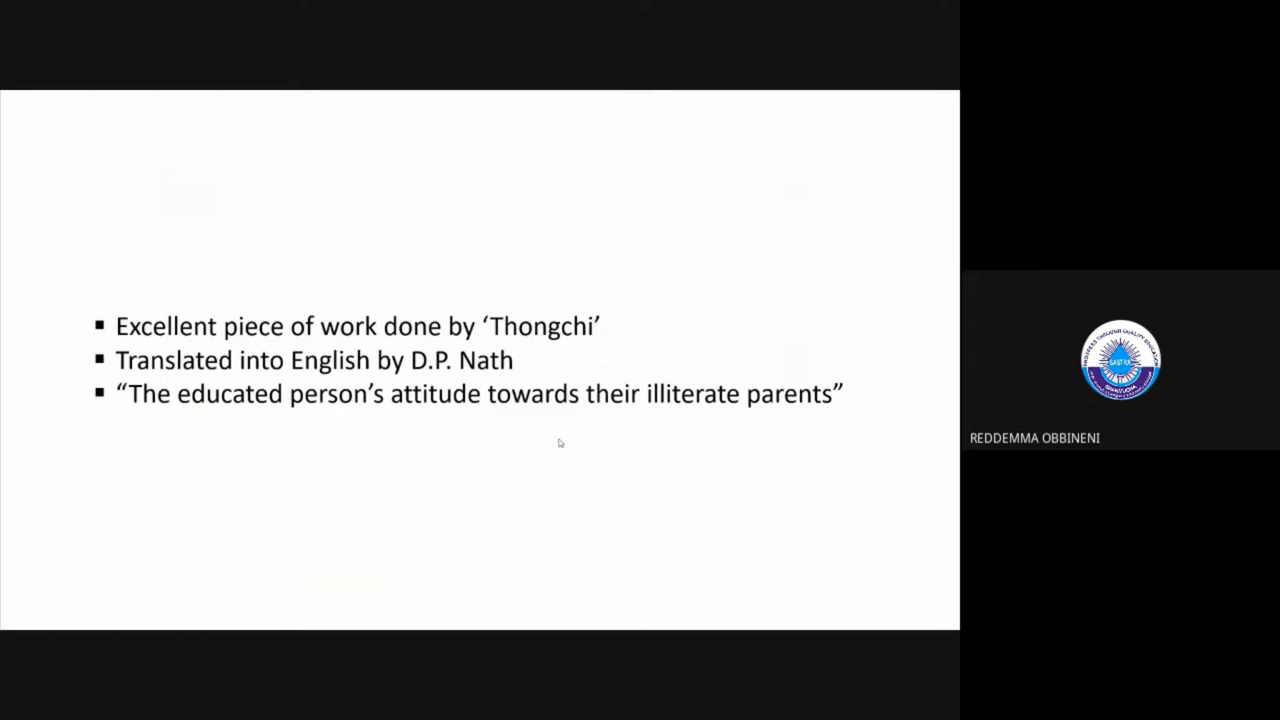 ▪ Excellent piece of work done by ‘Thongchi’
▪ Translated into English by D.P. Nath
▪ “The educated person’s attitude towards their illiterate parents”
SASTRA
REDDEMMA OBBINENI